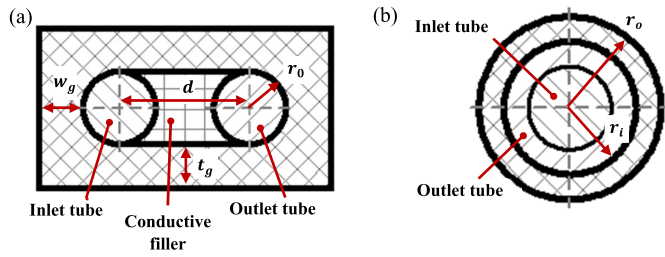 (a)
w_g
d
r_0
t_g
Inlet tube
Conductive
filler
Outlet tube
(b)
Inlet tube
r_o
r_i
Outlet tube